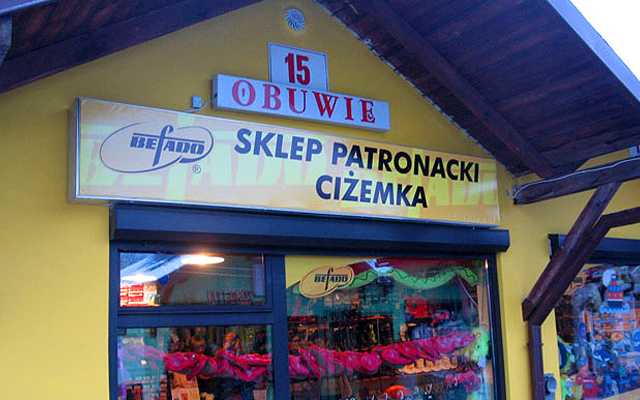 15
OBUWIE
BEfADO
®
SKLEP PATRONACKI
CIŻEMKA
BEfADO